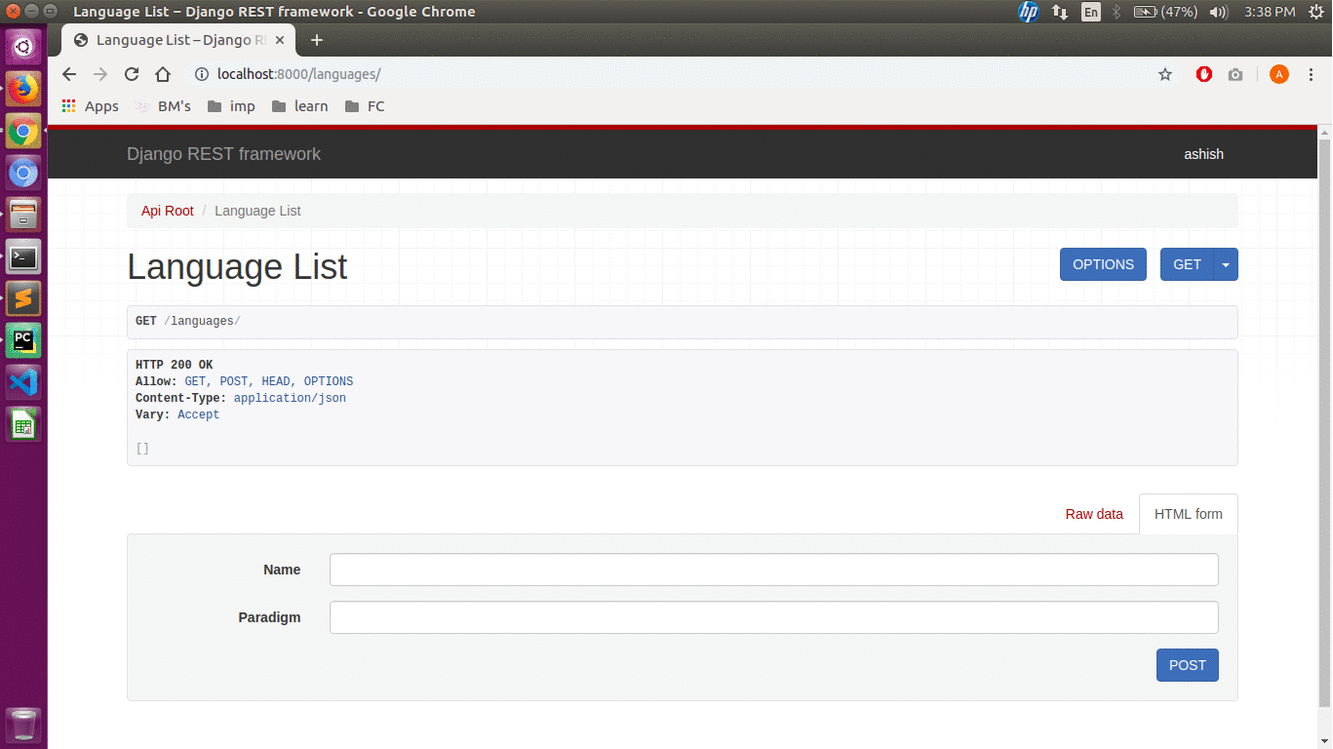 Language List – Django REST framework - Google Chrome
En
(47%)
3:38 PM
Language List – Django R
localhost:8000/languages/
A
Apps BM's imp learn FC
Django REST framework
ashish
Api Root / Language List
Language List
OPTIONS
GET
GET /languages/
HTTP 200 OK
Allow: GET, POST, HEAD, OPTIONS
Content-Type: application/json
Vary: Accept
[]
Raw data
HTML form
Name
Paradigm
POST
hp
PC